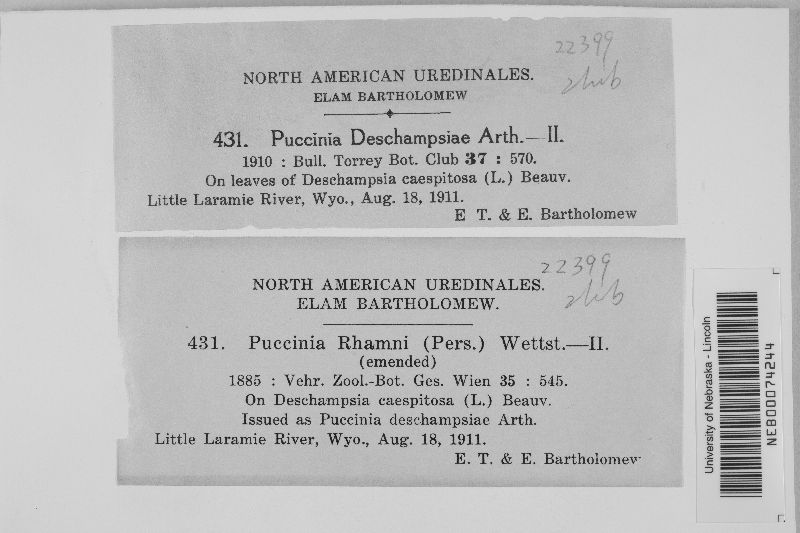 22399
NORTH AMERICAN UREDINALES.
ELAM BARTHOLOMEW
431. Puccinia Deschampsiae Arth.—II.
1910 : Bull. Torrey Bot. Club 37 : 570.
On leaves of Deschampsia caespitosa (L.) Beauv.
Little Laramie River, Wyo., Aug. 18, 1911.
E T. & E. Bartholomew
22399
NORTH AMERICAN UREDINALES.
ELAM BARTHOLOMEW.
431. Puccinia Rhamni (Pers.) Wettst.—II.
(emended)
1885 : Vehr. Zool.-Bot. Ges. Wien 35 : 545.
On Deschampsia caespitosa (L.) Beauv.
Issued as Puccinia deschampsiae Arth.
Little Laramie River, Wyo., Aug. 18, 1911.
E. T. & E. Bartholomew
University of Nebraska - Lincoln
NEB00074244